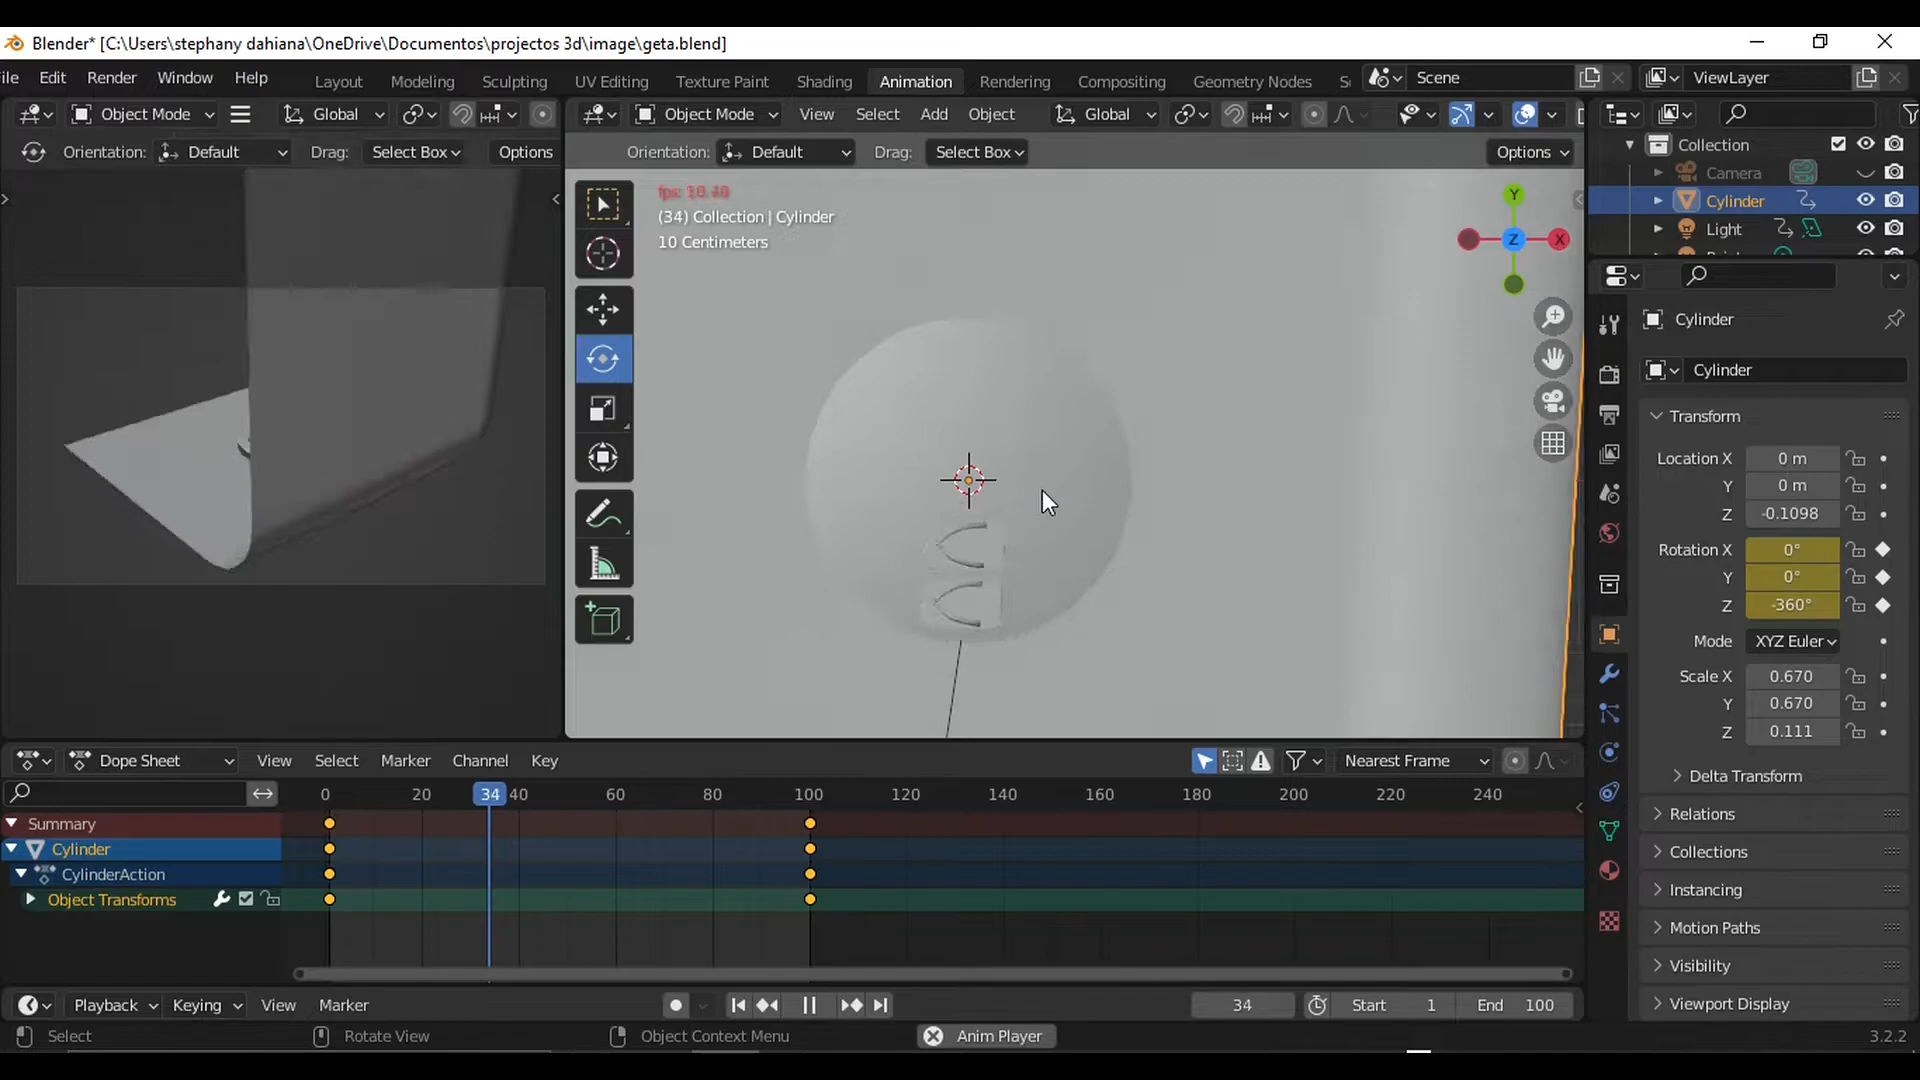 Blender* [C:\Users\stephany dahiana\OneDrive\Documentos\projectos 3d\image\geta.blend]
ile Edit Render Window Help Layout Modeling Sculpting UV Editing Texture Paint Shading Animation Rendering Compositing Geometry Nodes Sc Scene ViewLayer
Object Mode Global Object Mode View Select Add Object Global
Orientation: Default Drag: Select Box Options Orientation: Default Drag: Select Box Options
Collection
Camera
Cylinder
Light
fps: 10.40
(34) Collection | Cylinder
10 Centimeters
Y
Z
X
Cylinder
Cylinder
Transform
Location X 0 m
Y 0 m
Z -0.1098
Rotation X 0°
Y 0°
Z -360°
Mode XYZ Euler
Scale X 0.670
Y 0.670
Z 0.111
Delta Transform
Relations
Collections
Instancing
Motion Paths
Visibility
Viewport Display
Dope Sheet View Select Marker Channel Key Nearest Frame
0 20 34 40 60 80 100 120 140 160 180 200 220 240
Summary
Cylinder
CylinderAction
Object Transforms
Playback Keying View Marker 34 Start 1 End 100
Select Rotate View Object Context Menu Anim Player 3.2.2